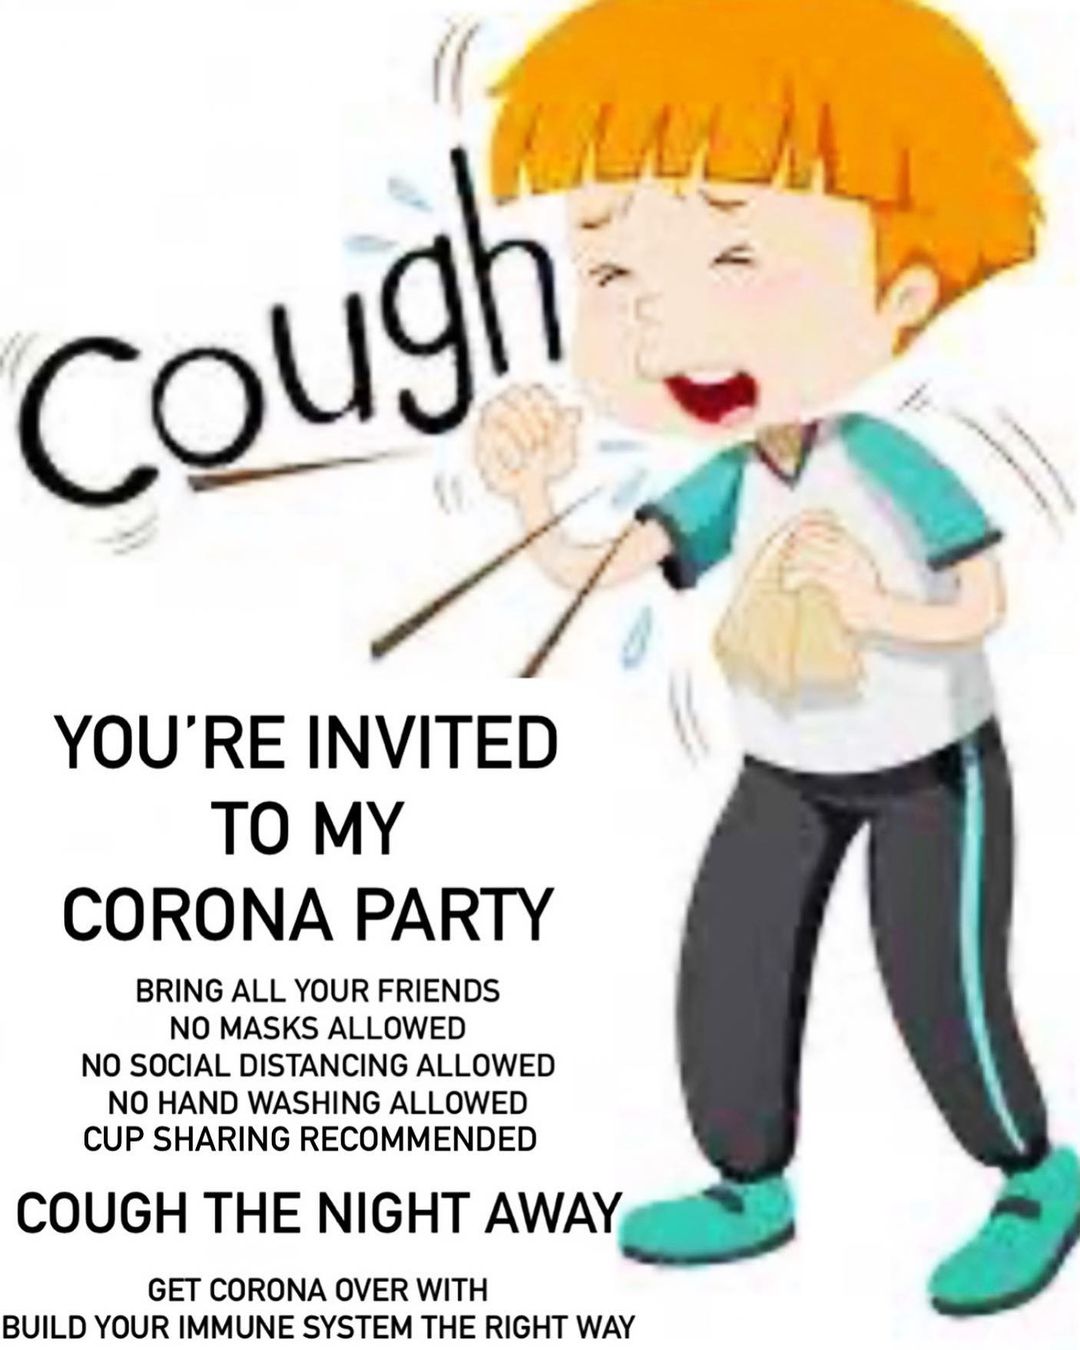 Cough
YOU'RE INVITED
TO MY
CORONA PARTY
BRING ALL YOUR FRIENDS
NO MASKS ALLOWED
NO SOCIAL DISTANCING ALLOWED
NO HAND WASHING ALLOWED
CUP SHARING RECOMMENDED
COUGH THE NIGHT AWAY
GET CORONA OVER WITH
BUILD YOUR IMMUNE SYSTEM THE RIGHT WAY